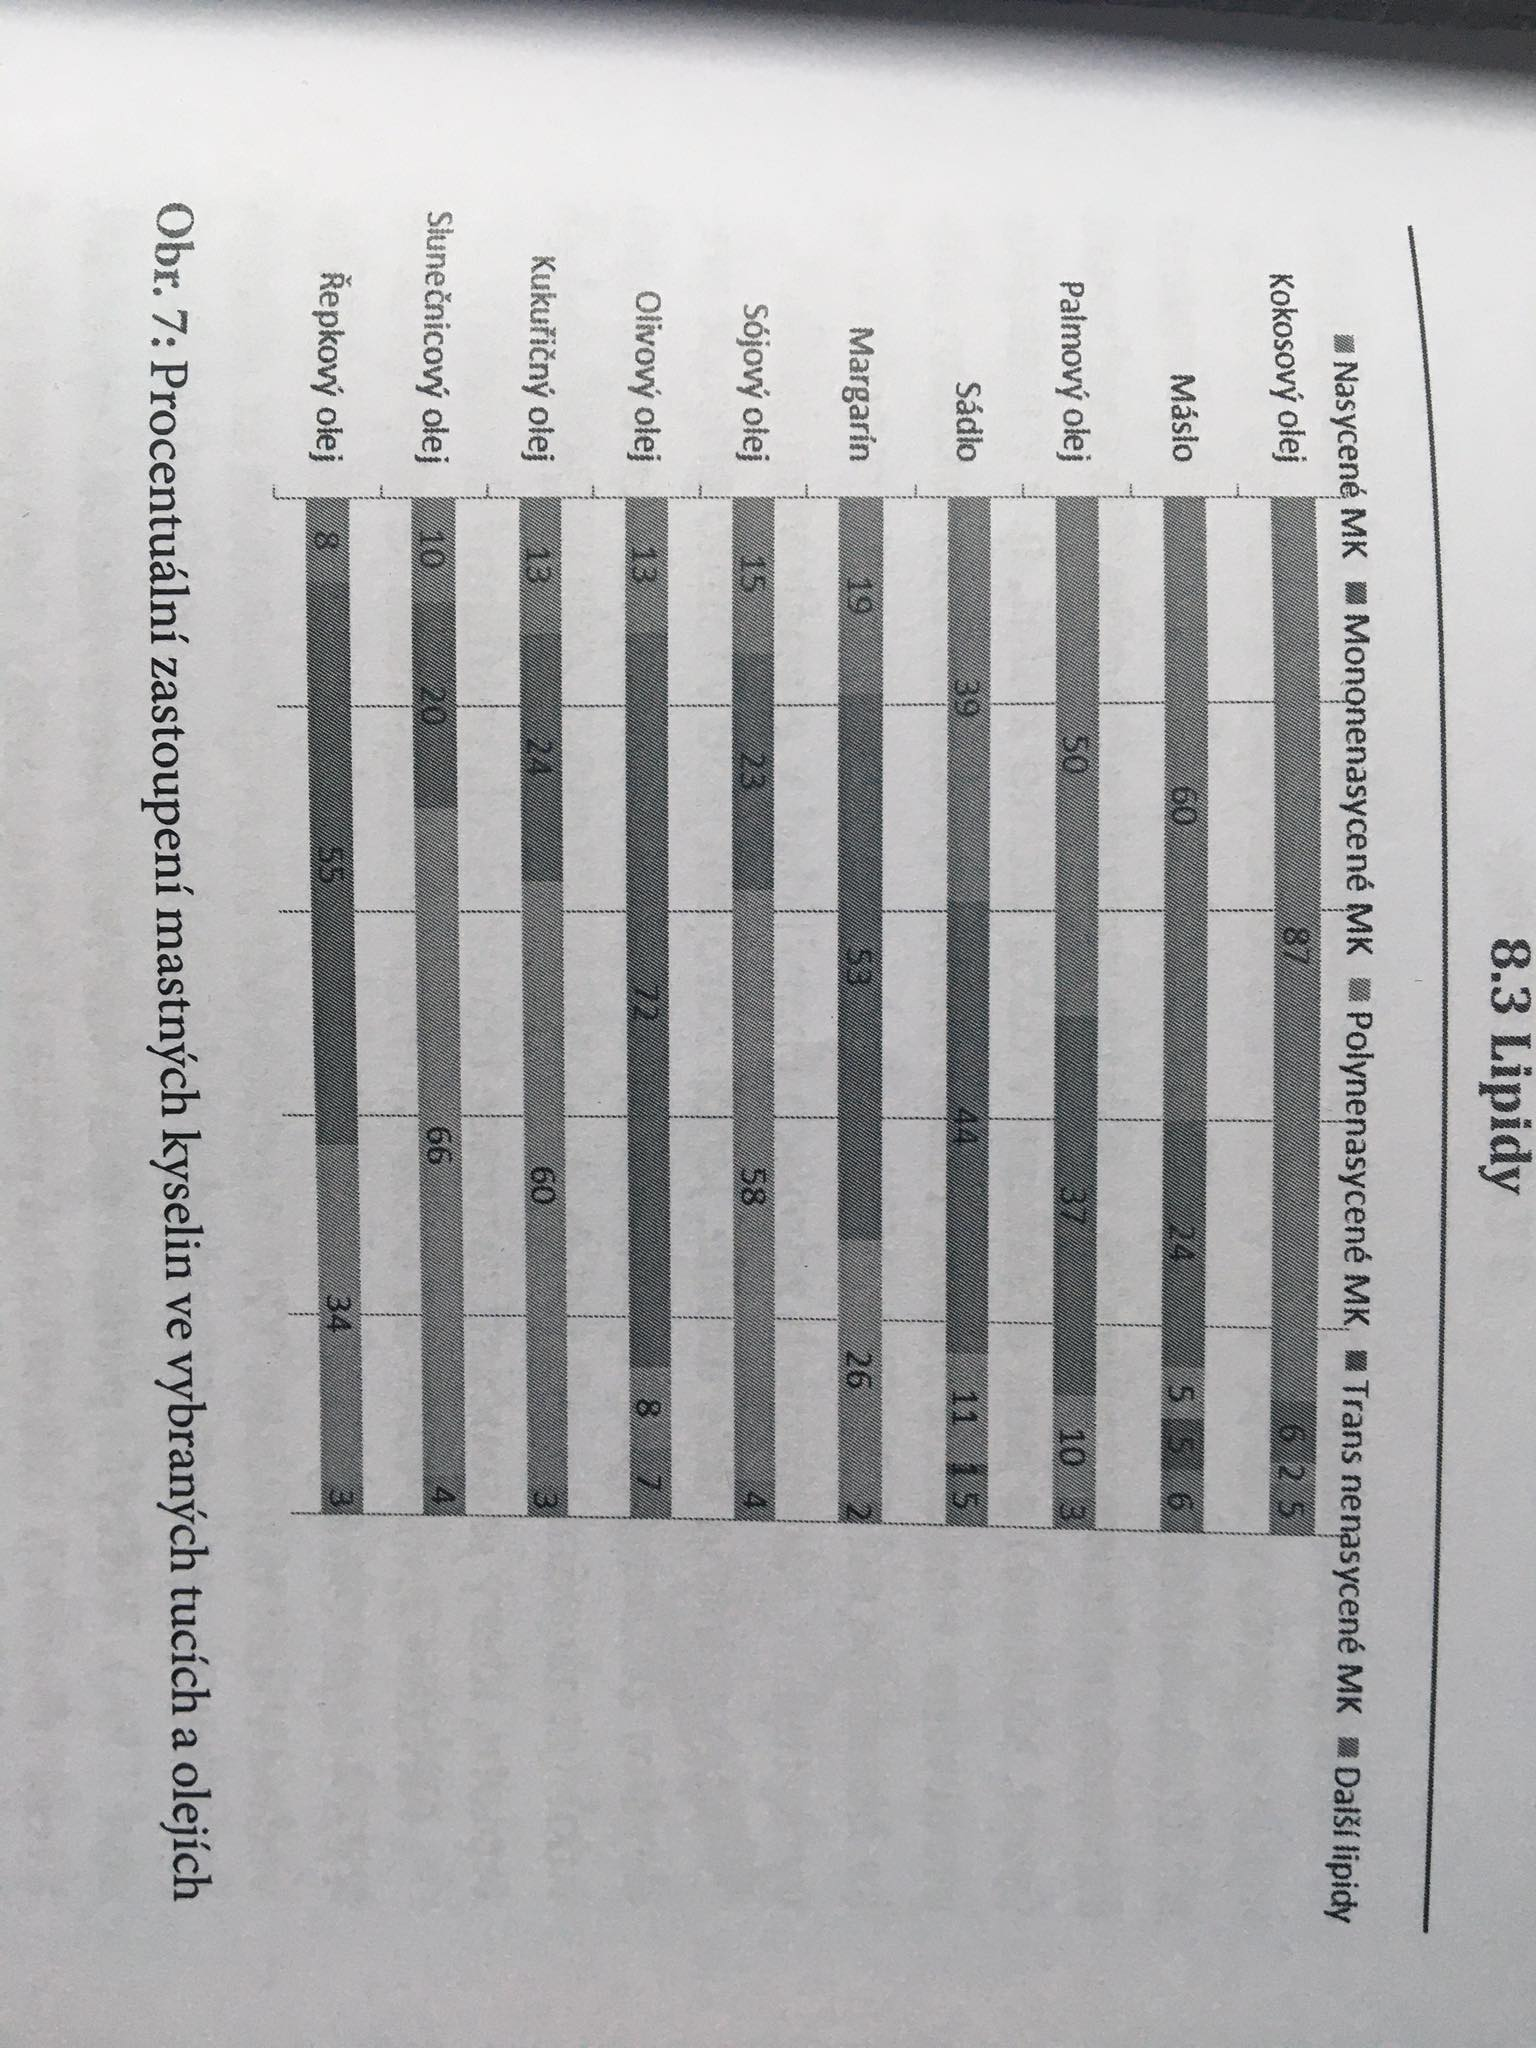 8.3 Lipidy
Nasycené MK Mononenasycené MK Polynenasycené MK Trans nenasycené MK Další lipidy
Kokosový olej 87 6 2 5
Máslo 60 24 5 5 6
Palmový olej 50 37 10 3
Sádlo 39 44 11 1 5
Margarín 19 53 26 2
Sójový olej 15 23 58 4
Olivový olej 13 72 8 7
Kukuřičný olej 13 24 60 3
Slunečnicový olej 10 20 66 4
Řepkový olej 8 55 34 3
Obr. 7: Procentuální zastoupení mastných kyselin ve vybraných tucích a olejích